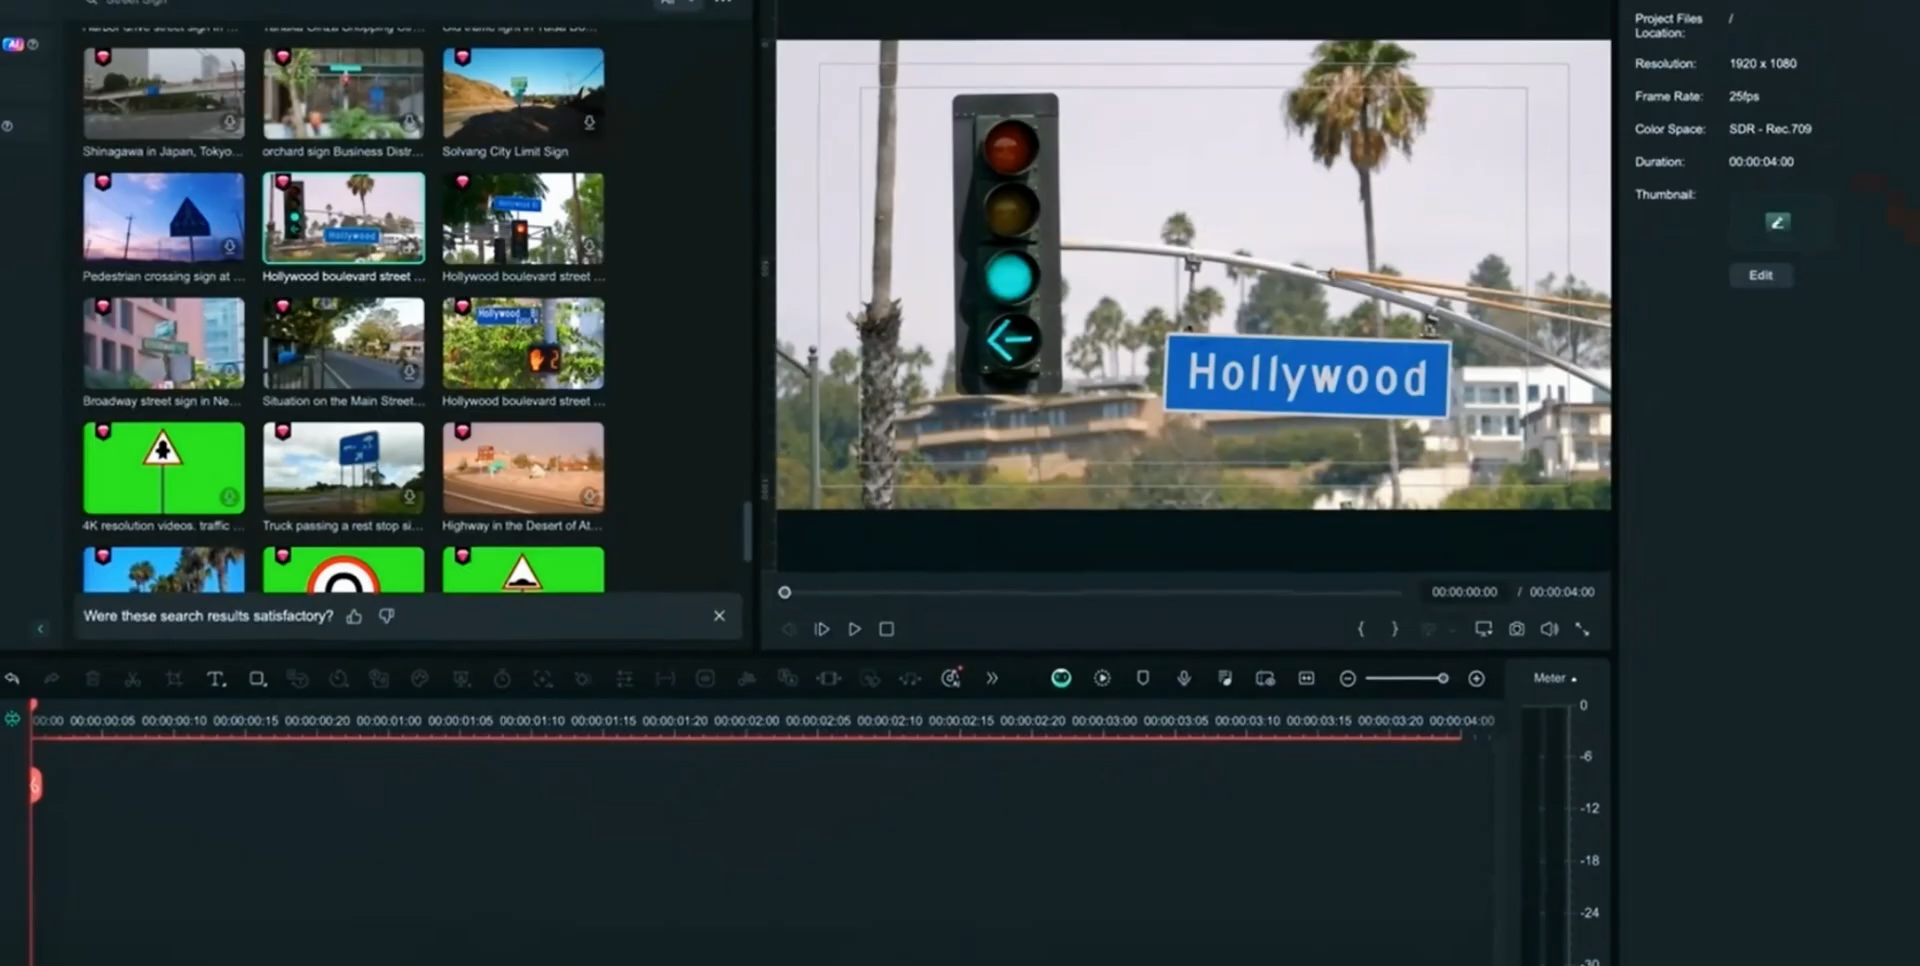 Street Sign
AI
Shinagawa in Japan, Tokyo...
orchard sign Business Distr...
Solvang City Limit Sign
Pedestrian crossing sign at ...
Hollywood boulevard street ...
Hollywood boulevard street ...
Broadway street sign in Ne...
Situation on the Main Street...
Hollywood boulevard street ...
4K resolution videos. traffic ...
Truck passing a rest stop si...
Highway in the Desert of At...
Were these search results satisfactory?
Hollywood
00:00:00:00 / 00:00:04:00
Project Files Location: /
Resolution: 1920 x 1080
Frame Rate: 25fps
Color Space: SDR - Rec.709
Duration: 00:00:04:00
Thumbnail:
Edit
Meter
00:00 00:00:00:05 00:00:00:10 00:00:00:15 00:00:00:20 00:00:01:00 00:00:01:05 00:00:01:10 00:00:01:15 00:00:01:20 00:00:02:00 00:00:02:05 00:00:02:10 00:00:02:15 00:00:02:20 00:00:03:00 00:00:03:05 00:00:03:10 00:00:03:15 00:00:03:20 00:00:04:00
0
-6
-12
-18
-24
-30